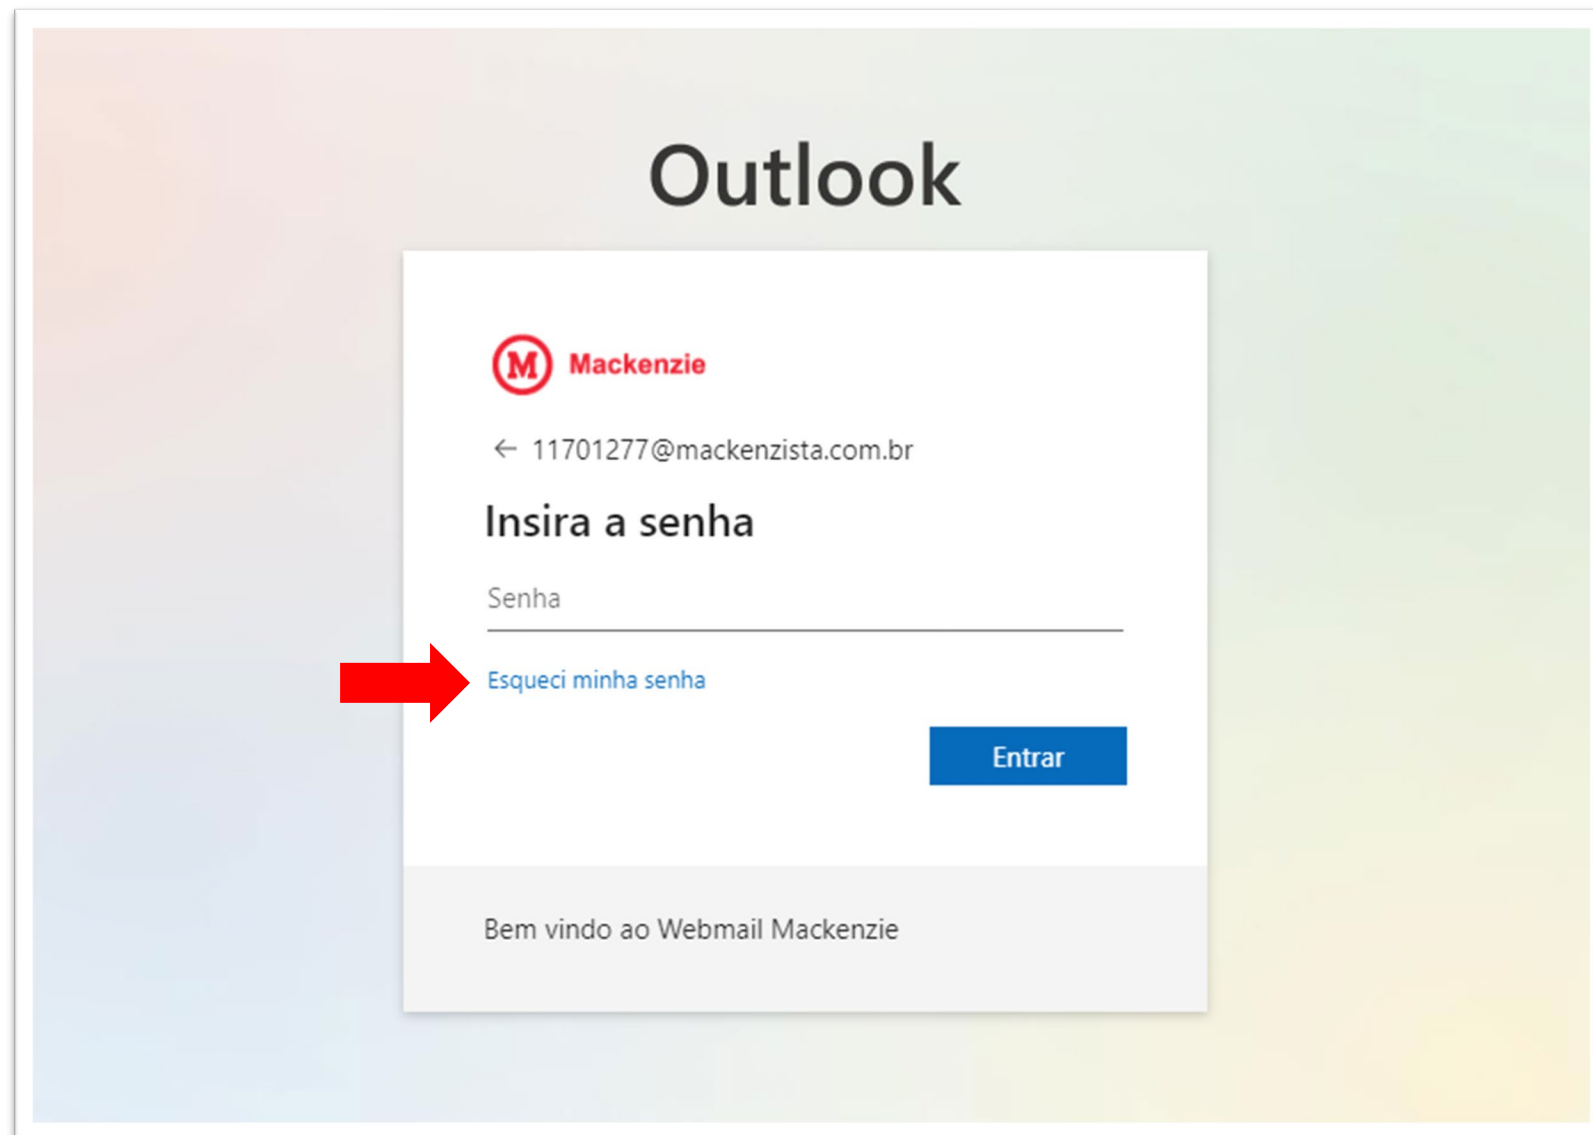 Outlook
M Mackenzie
← 11701277@mackenzista.com.br
Insira a senha
Senha
Esqueci minha senha
Entrar
Bem vindo ao Webmail Mackenzie